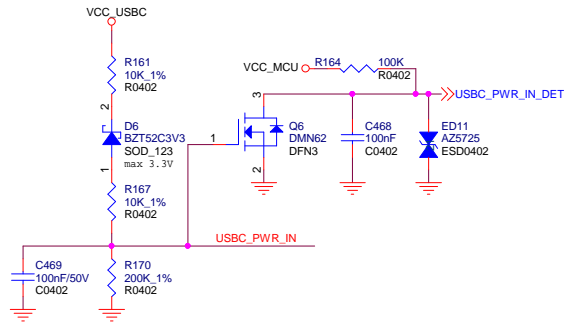 VCC_USBC
R161
10K_1%
R0402
2
D6
BZT52C3V3
SOD_123
max 3.3V
1
R167
10K_1%
R0402
VCC_MCU
R164
100K
R0402
USBC_PWR_IN_DET
3
1
Q6
DMN62
DFN3
2
C468
100nF
C0402
ED11
AZ5725
ESD0402
USBC_PWR_IN
C469
100nF/50V
C0402
R170
200K_1%
R0402